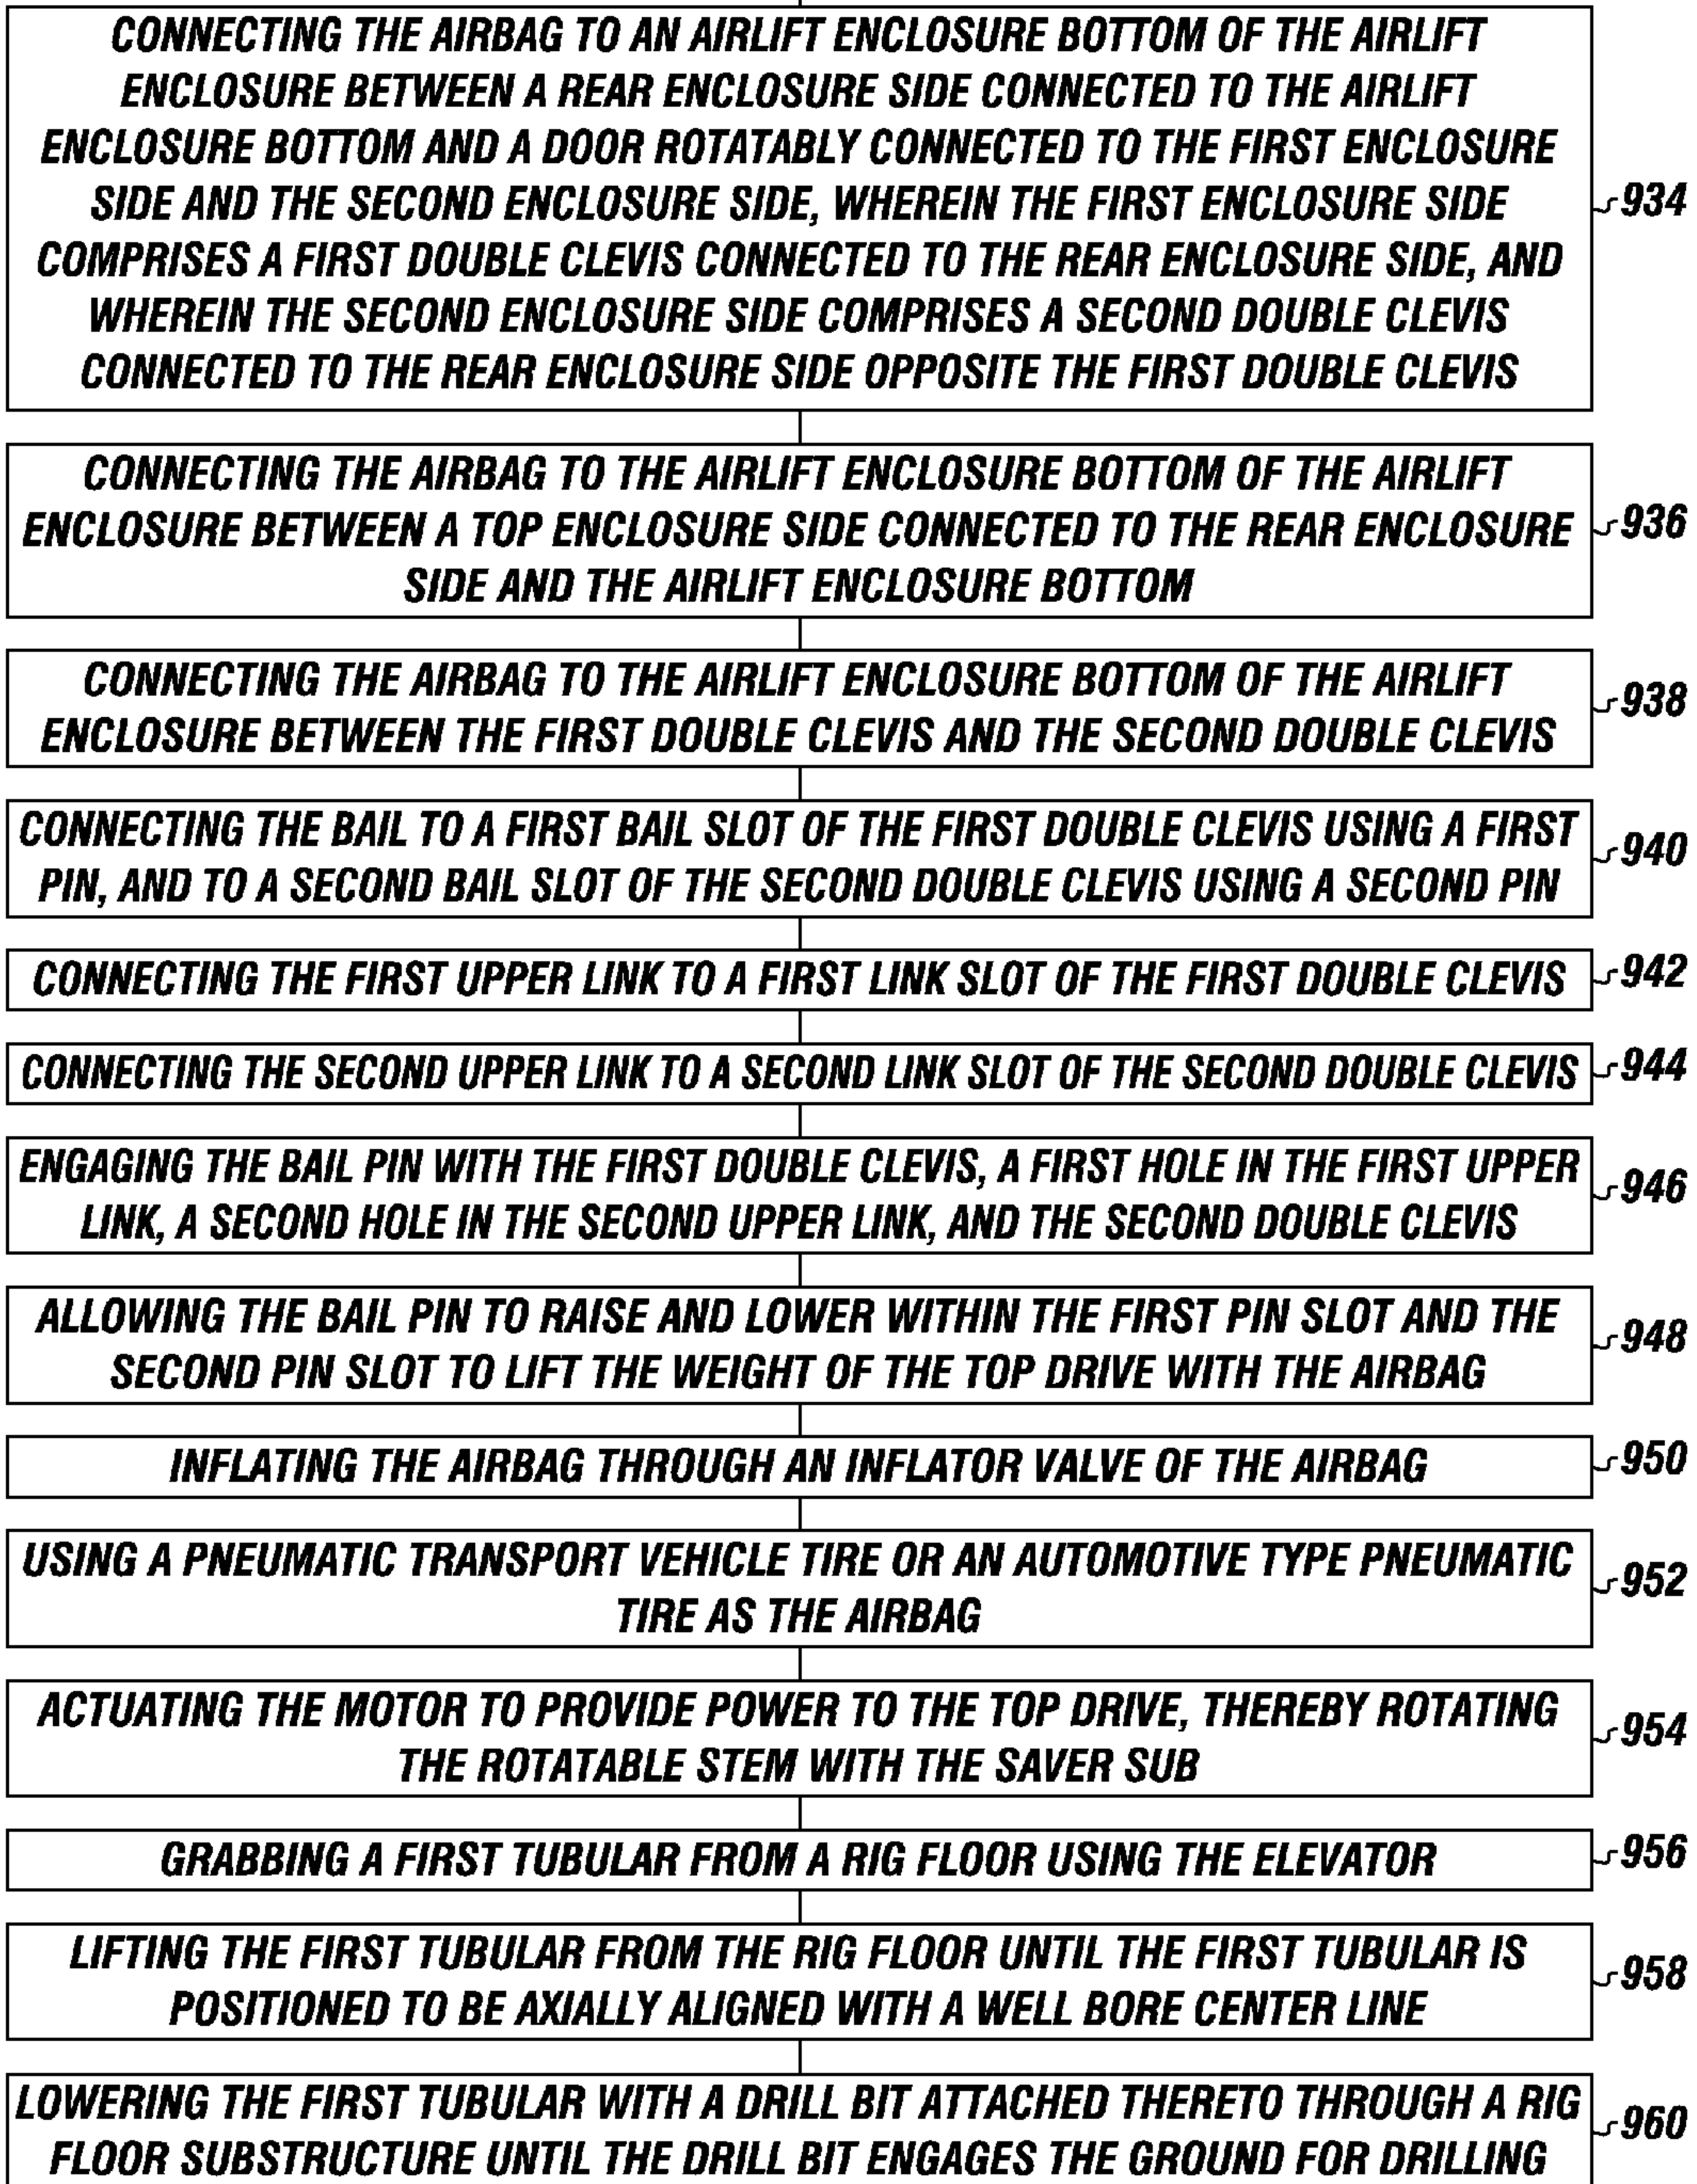 CONNECTING THE AIRBAG TO AN AIRLIFT ENCLOSURE BOTTOM OF THE AIRLIFT
ENCLOSURE BETWEEN A REAR ENCLOSURE SIDE CONNECTED TO THE AIRLIFT
ENCLOSURE BOTTOM AND A DOOR ROTATABLY CONNECTED TO THE FIRST ENCLOSURE
SIDE AND THE SECOND ENCLOSURE SIDE, WHEREIN THE FIRST ENCLOSURE SIDE
COMPRISES A FIRST DOUBLE CLEVIS CONNECTED TO THE REAR ENCLOSURE SIDE, AND
WHEREIN THE SECOND ENCLOSURE SIDE COMPRISES A SECOND DOUBLE CLEVIS
CONNECTED TO THE REAR ENCLOSURE SIDE OPPOSITE THE FIRST DOUBLE CLEVIS
934
CONNECTING THE AIRBAG TO THE AIRLIFT ENCLOSURE BOTTOM OF THE AIRLIFT
ENCLOSURE BETWEEN A TOP ENCLOSURE SIDE CONNECTED TO THE REAR ENCLOSURE
SIDE AND THE AIRLIFT ENCLOSURE BOTTOM
936
CONNECTING THE AIRBAG TO THE AIRLIFT ENCLOSURE BOTTOM OF THE AIRLIFT
ENCLOSURE BETWEEN THE FIRST DOUBLE CLEVIS AND THE SECOND DOUBLE CLEVIS
938
CONNECTING THE BAIL TO A FIRST BAIL SLOT OF THE FIRST DOUBLE CLEVIS USING A FIRST
PIN, AND TO A SECOND BAIL SLOT OF THE SECOND DOUBLE CLEVIS USING A SECOND PIN
940
CONNECTING THE FIRST UPPER LINK TO A FIRST LINK SLOT OF THE FIRST DOUBLE CLEVIS
942
CONNECTING THE SECOND UPPER LINK TO A SECOND LINK SLOT OF THE SECOND DOUBLE CLEVIS
944
ENGAGING THE BAIL PIN WITH THE FIRST DOUBLE CLEVIS, A FIRST HOLE IN THE FIRST UPPER
LINK, A SECOND HOLE IN THE SECOND UPPER LINK, AND THE SECOND DOUBLE CLEVIS
946
ALLOWING THE BAIL PIN TO RAISE AND LOWER WITHIN THE FIRST PIN SLOT AND THE
SECOND PIN SLOT TO LIFT THE WEIGHT OF THE TOP DRIVE WITH THE AIRBAG
948
INFLATING THE AIRBAG THROUGH AN INFLATOR VALVE OF THE AIRBAG
950
USING A PNEUMATIC TRANSPORT VEHICLE TIRE OR AN AUTOMOTIVE TYPE PNEUMATIC
TIRE AS THE AIRBAG
952
ACTUATING THE MOTOR TO PROVIDE POWER TO THE TOP DRIVE, THEREBY ROTATING
THE ROTATABLE STEM WITH THE SAVER SUB
954
GRABBING A FIRST TUBULAR FROM A RIG FLOOR USING THE ELEVATOR
956
LIFTING THE FIRST TUBULAR FROM THE RIG FLOOR UNTIL THE FIRST TUBULAR IS
POSITIONED TO BE AXIALLY ALIGNED WITH A WELL BORE CENTER LINE
958
LOWERING THE FIRST TUBULAR WITH A DRILL BIT ATTACHED THERETO THROUGH A RIG
FLOOR SUBSTRUCTURE UNTIL THE DRILL BIT ENGAGES THE GROUND FOR DRILLING
960